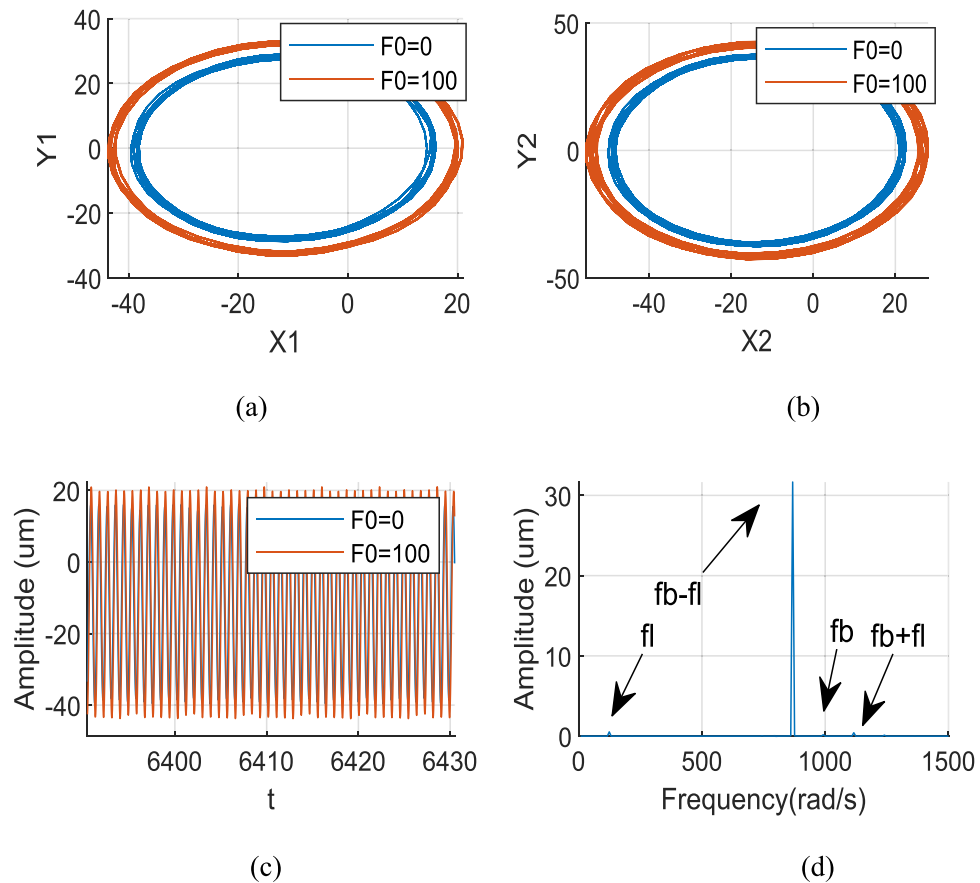 40
20
0
-20
-40
Y1
F0=0
F0=100
-40 -20 0 20
X1
(a)
50
0
-50
Y2
F0=0
F0=100
-40 -20 0 20
X2
(b)
20
0
-20
-40
Amplitude (um)
F0=0
F0=100
6400 6410 6420 6430
t
(c)
30
20
10
0
Amplitude (um)
fb-fl
fl
fb
fb+fl
0 500 1000 1500
Frequency(rad/s)
(d)